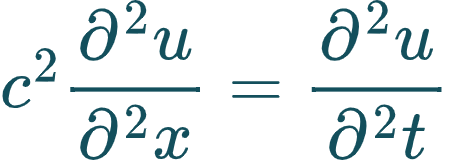 c² ∂²u/∂²x = ∂²u/∂²t